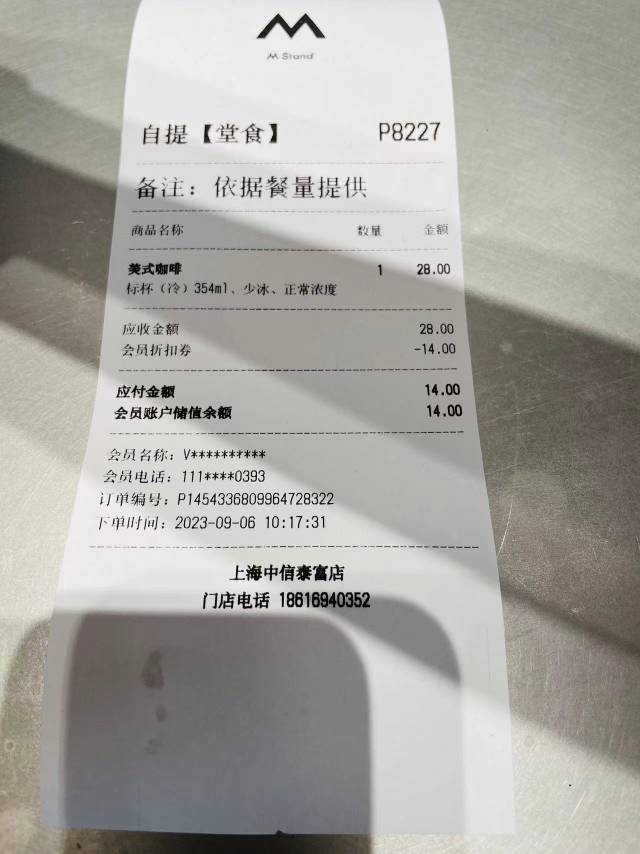 M Stand
自提【堂食】 P8227
备注：依据餐量提供
商品名称 数量 金额
美式咖啡 1 28.00
标杯（冷）354ml、少冰、正常浓度
应收金额 28.00
会员折扣券 -14.00
应付金额 14.00
会员账户储值余额 14.00
会员名称：V**********
会员电话：111****0393
订单编号：P1454336809964728322
下单时间：2023-09-06 10:17:31
上海中信泰富店
门店电话 18616940352